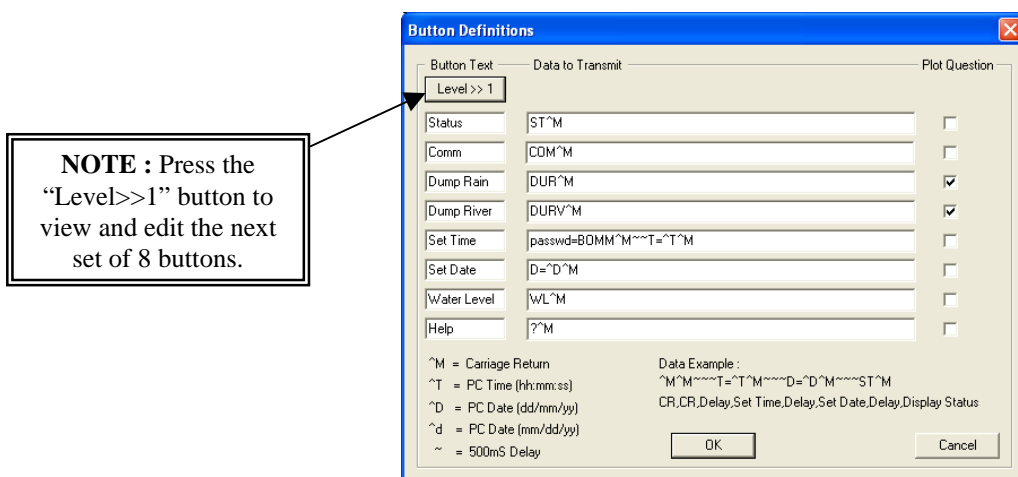 Button Definitions
Button Text Data to Transmit Plot Question
Level >> 1
Status ST^M
Comm COM^M
Dump Rain DUR^M
Dump River DURV^M
Set Time passwd=BOMM^M~~T=^T^M
Set Date D=^D^M
Water Level WL^M
Help ?^M
^M = Carriage Return
^T = PC Time (hh:mm:ss)
^D = PC Date (dd/mm/yy)
^d = PC Date (mm/dd/yy)
~ = 500mS Delay
Data Example :
^M^M~~~T=^T^M~~~D=^D^M~~~ST^M
CR,CR,Delay,Set Time,Delay,Set Date,Delay,Display Status
OK
Cancel
NOTE : Press the
“Level>>1” button to
view and edit the next
set of 8 buttons.